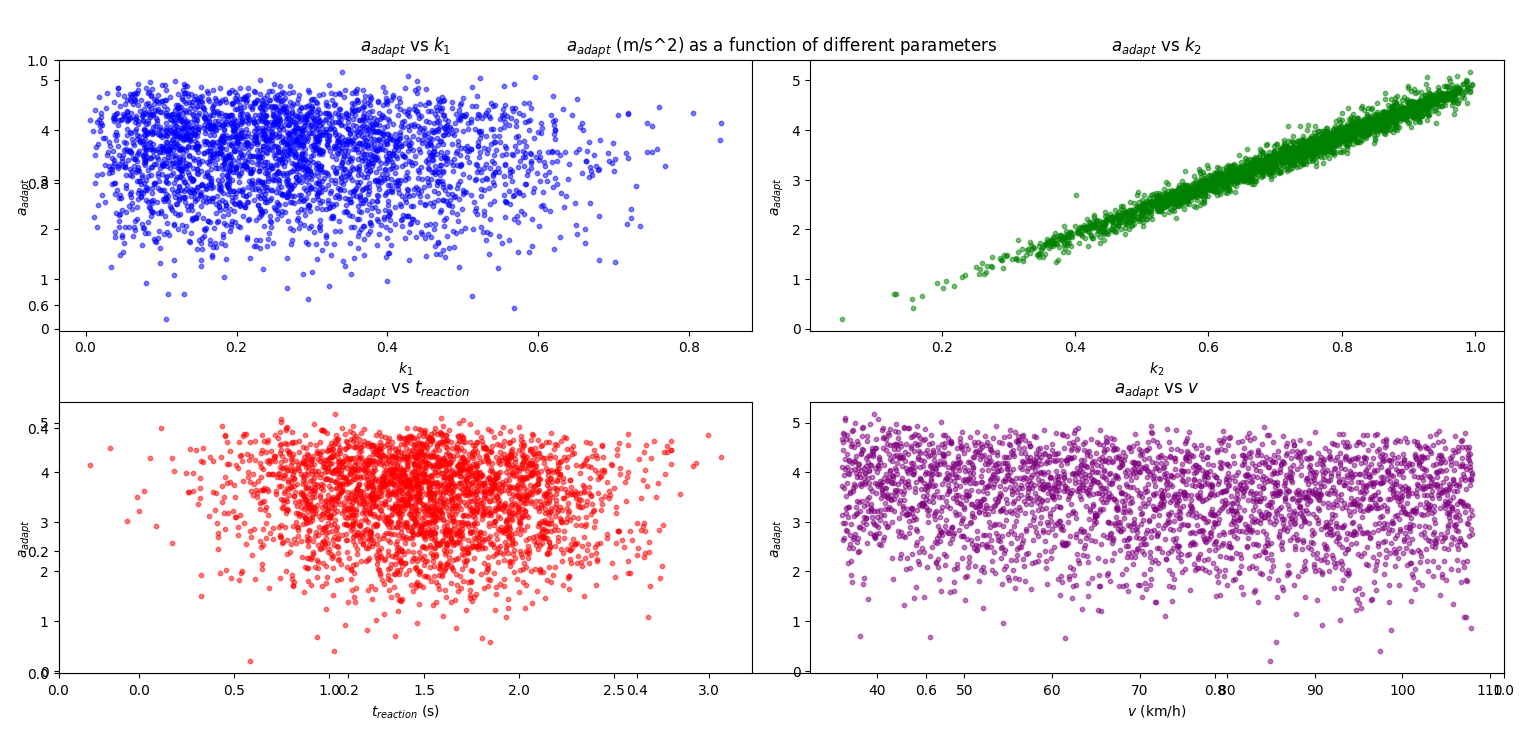 a_adapt vs k_1
a_adapt (m/s^2) as a function of different parameters
a_adapt vs k_2
1.0
5
4
3
0.8
2
1
0.6
0
a_adapt
0.0 0.2 0.4 0.6 0.8
k_1
5
4
3
2
1
0
a_adapt
0.2 0.4 0.6 0.8 1.0
k_2
a_adapt vs t_reaction
5
0.4
4
3
0.2
2
1
0
0.0
a_adapt
0.0 0.0 0.5 1.0 0.2 1.5 2.0 2.5 0.4 3.0
t_reaction (s)
a_adapt vs v
5
4
3
2
1
0
a_adapt
40 0.6 50 60 70 0.8 80 90 100 110 1.0
v (km/h)